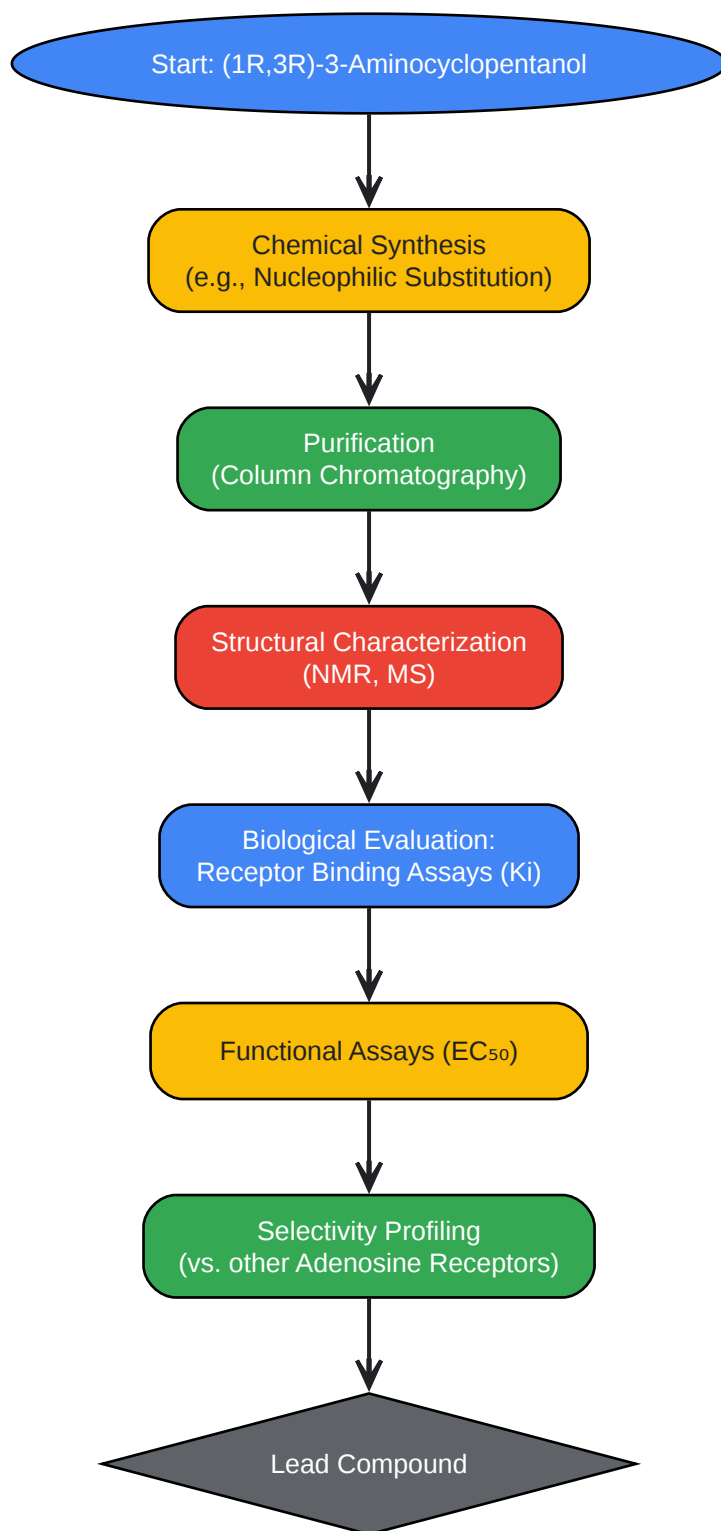 Start: (1R,3R)-3-Aminocyclopentanol
Chemical Synthesis
(e.g., Nucleophilic Substitution)
Purification
(Column Chromatography)
Structural Characterization
(NMR, MS)
Biological Evaluation:
Receptor Binding Assays (Ki)
Functional Assays (EC₅₀)
Selectivity Profiling
(vs. other Adenosine Receptors)
Lead Compound